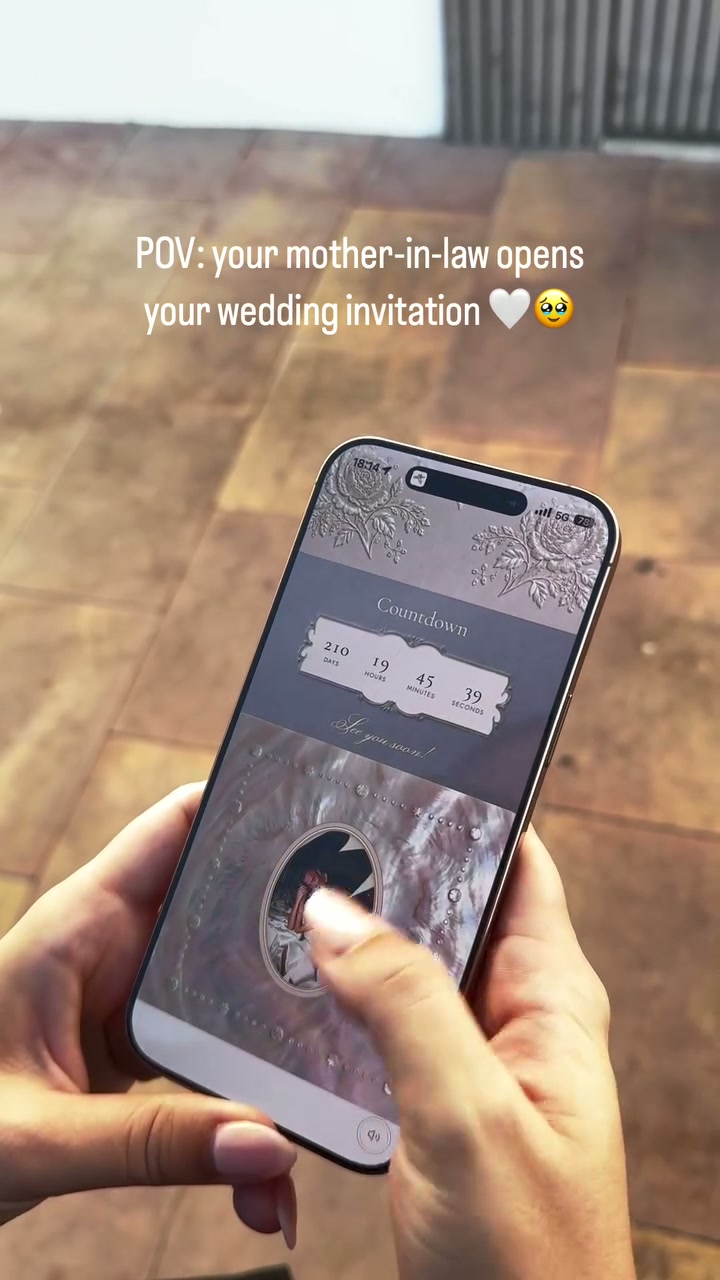 POV: your mother-in-law opens
your wedding invitation 🤍🥹
18:14
5G 78
Countdown
210 19 45 39
DAYS HOURS MINUTES SECONDS
See you soon!